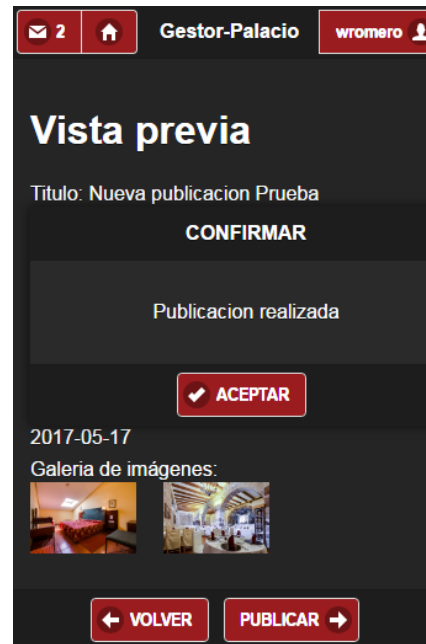 2 Gestor-Palacio wromero
Vista previa
Titulo: Nueva publicacion Prueba
CONFIRMAR
Publicacion realizada
ACEPTAR
2017-05-17
Galeria de imágenes:
VOLVER PUBLICAR